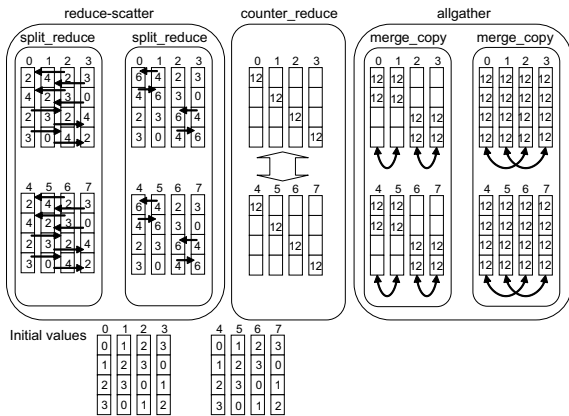 reduce-scatter counter_reduce allgather
split_reduce split_reduce merge_copy merge_copy
0 1 2 3 0 1 2 3 0 1 2 3 0 1 2 3 0 1 2 3
2 4 2 3 6 4 2 3 12 12 12 12 12 12 12
4 2 3 0 4 6 3 0 12 12 12 12 12 12 12
2 3 2 4 2 3 6 4 12 12 12 12 12 12 12
3 0 4 2 3 0 4 6 12 12 12 12 12 12 12
4 5 6 7 4 5 6 7 4 5 6 7 4 5 6 7 4 5 6 7
2 4 2 3 6 4 2 3 12 12 12 12 12 12 12
4 2 3 0 4 6 3 0 12 12 12 12 12 12 12
2 3 2 4 2 3 6 4 12 12 12 12 12 12 12
3 0 4 2 3 0 4 6 12 12 12 12 12 12 12
Initial values 0 1 2 3 4 5 6 7
0 1 2 3 0 1 2 3
1 2 3 0 1 2 3 0
2 3 0 1 2 3 0 1
3 0 1 2 3 0 1 2